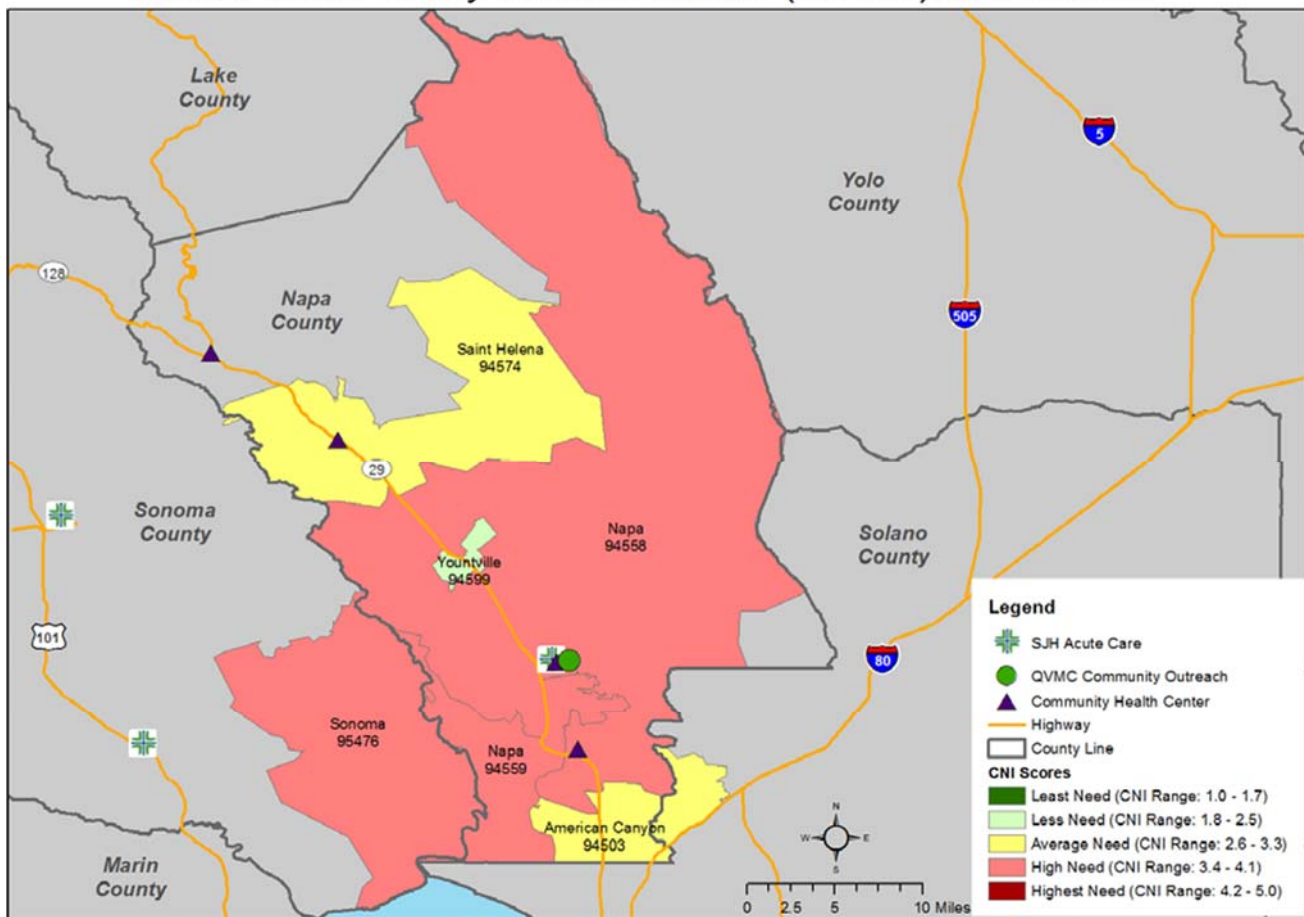 Lake
County
5
Yolo
County
128
Napa
County
505
Saint Helena
94574
29
Sonoma
County
Napa
94558
Solano
County
Yountville
94599
101
80
Sonoma
95476
Napa
94559
American Canyon
94503
Marin
County
N
W
E
S
0 2.5 5 10 Miles
Legend
SJH Acute Care
QVMC Community Outreach
Community Health Center
Highway
County Line
CNI Scores
Least Need (CNI Range: 1.0 - 1.7)
Less Need (CNI Range: 1.8 - 2.5)
Average Need (CNI Range: 2.6 - 3.3)
High Need (CNI Range: 3.4 - 4.1)
Highest Need (CNI Range: 4.2 - 5.0)